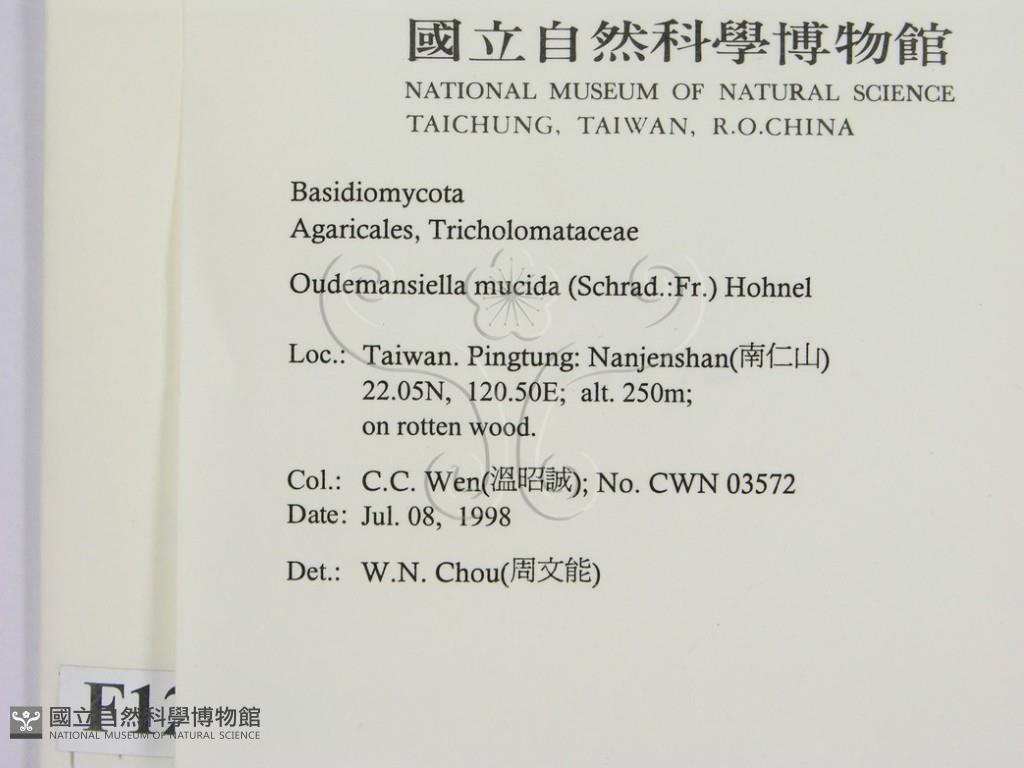 國立自然科學博物館
NATIONAL MUSEUM OF NATURAL SCIENCE
TAICHUNG, TAIWAN, R.O.CHINA
Basidiomycota
Agaricales, Tricholomataceae
Oudemansiella mucida (Schrad.:Fr.) Hohnel
Loc.: Taiwan. Pingtung: Nanjenshan(南仁山)
22.05N, 120.50E; alt. 250m;
on rotten wood.
Col.: C.C. Wen(溫昭誠); No. CWN 03572
Date: Jul. 08, 1998
Det.: W.N. Chou(周文能)
F12
國立自然科學博物館
NATIONAL MUSEUM OF NATURAL SCIENCE